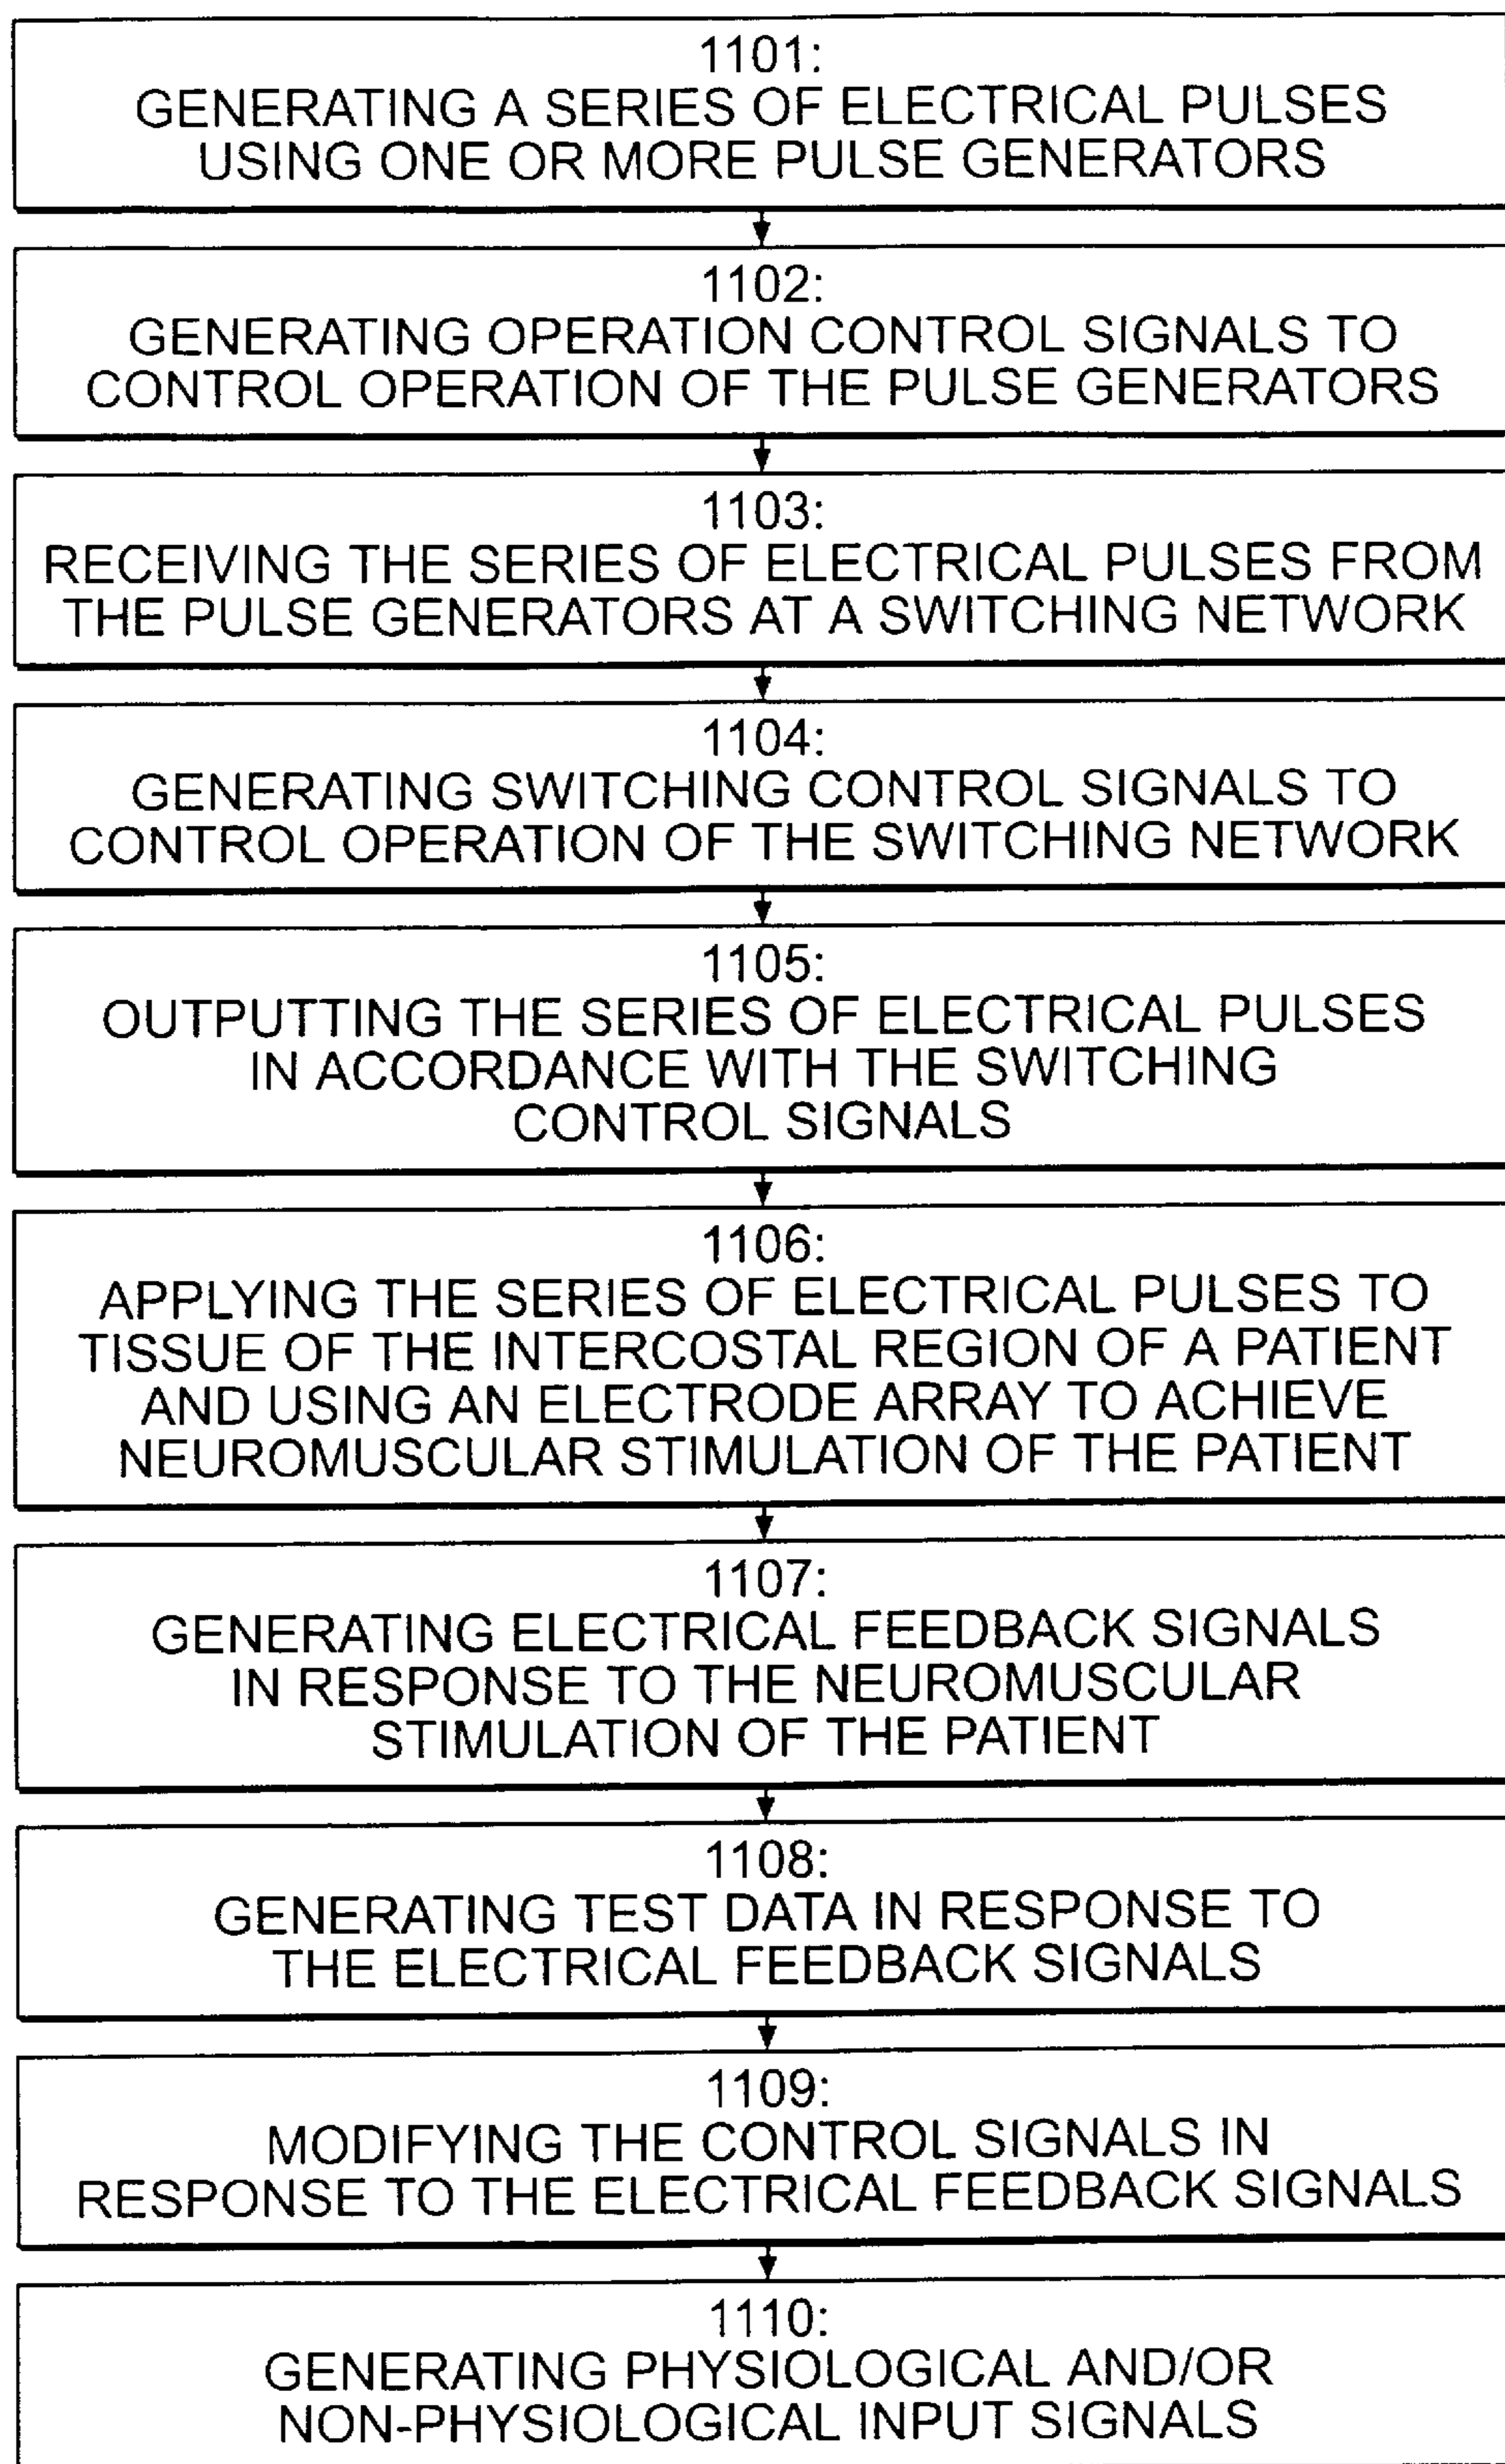 1101:
GENERATING A SERIES OF ELECTRICAL PULSES
USING ONE OR MORE PULSE GENERATORS
1102:
GENERATING OPERATION CONTROL SIGNALS TO
CONTROL OPERATION OF THE PULSE GENERATORS
1103:
RECEIVING THE SERIES OF ELECTRICAL PULSES FROM
THE PULSE GENERATORS AT A SWITCHING NETWORK
1104:
GENERATING SWITCHING CONTROL SIGNALS TO
CONTROL OPERATION OF THE SWITCHING NETWORK
1105:
OUTPUTTING THE SERIES OF ELECTRICAL PULSES
IN ACCORDANCE WITH THE SWITCHING
CONTROL SIGNALS
1106:
APPLYING THE SERIES OF ELECTRICAL PULSES TO
TISSUE OF THE INTERCOSTAL REGION OF A PATIENT
AND USING AN ELECTRODE ARRAY TO ACHIEVE
NEUROMUSCULAR STIMULATION OF THE PATIENT
1107:
GENERATING ELECTRICAL FEEDBACK SIGNALS
IN RESPONSE TO THE NEUROMUSCULAR
STIMULATION OF THE PATIENT
1108:
GENERATING TEST DATA IN RESPONSE TO
THE ELECTRICAL FEEDBACK SIGNALS
1109:
MODIFYING THE CONTROL SIGNALS IN
RESPONSE TO THE ELECTRICAL FEEDBACK SIGNALS
1110:
GENERATING PHYSIOLOGICAL AND/OR
NON-PHYSIOLOGICAL INPUT SIGNALS